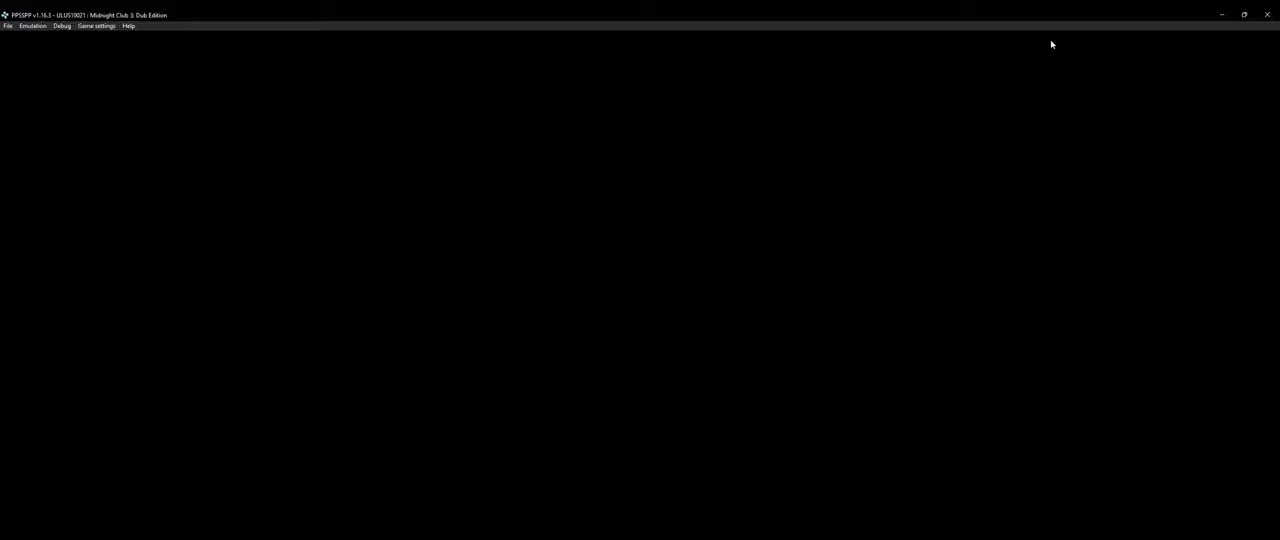 PPSSPP v1.16.3 - ULUS10021 : Midnight Club 3: Dub Edition
File Emulation Debug Game settings Help